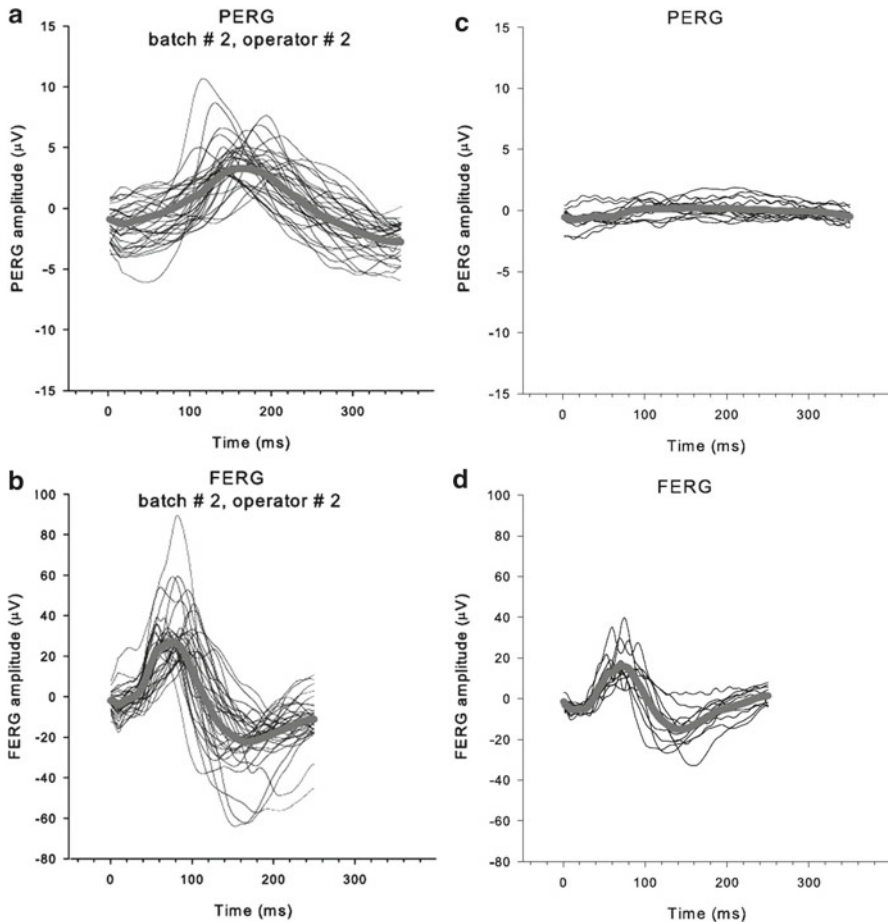 a
PERG
batch # 2, operator # 2
PERG amplitude (µV)
15
10
5
0
-5
-10
-15
0 100 200 300
Time (ms)
c
PERG
PERG amplitude (µV)
15
10
5
0
-5
-10
-15
0 100 200 300
Time (ms)
b
FERG
batch # 2, operator # 2
FERG amplitude (µV)
100
80
60
40
20
0
-20
-40
-60
-80
0 100 200 300
Time (ms)
d
FERG
FERG amplitude (µV)
100
80
60
40
20
0
-20
-40
-60
-80
0 100 200 300
Time (ms)